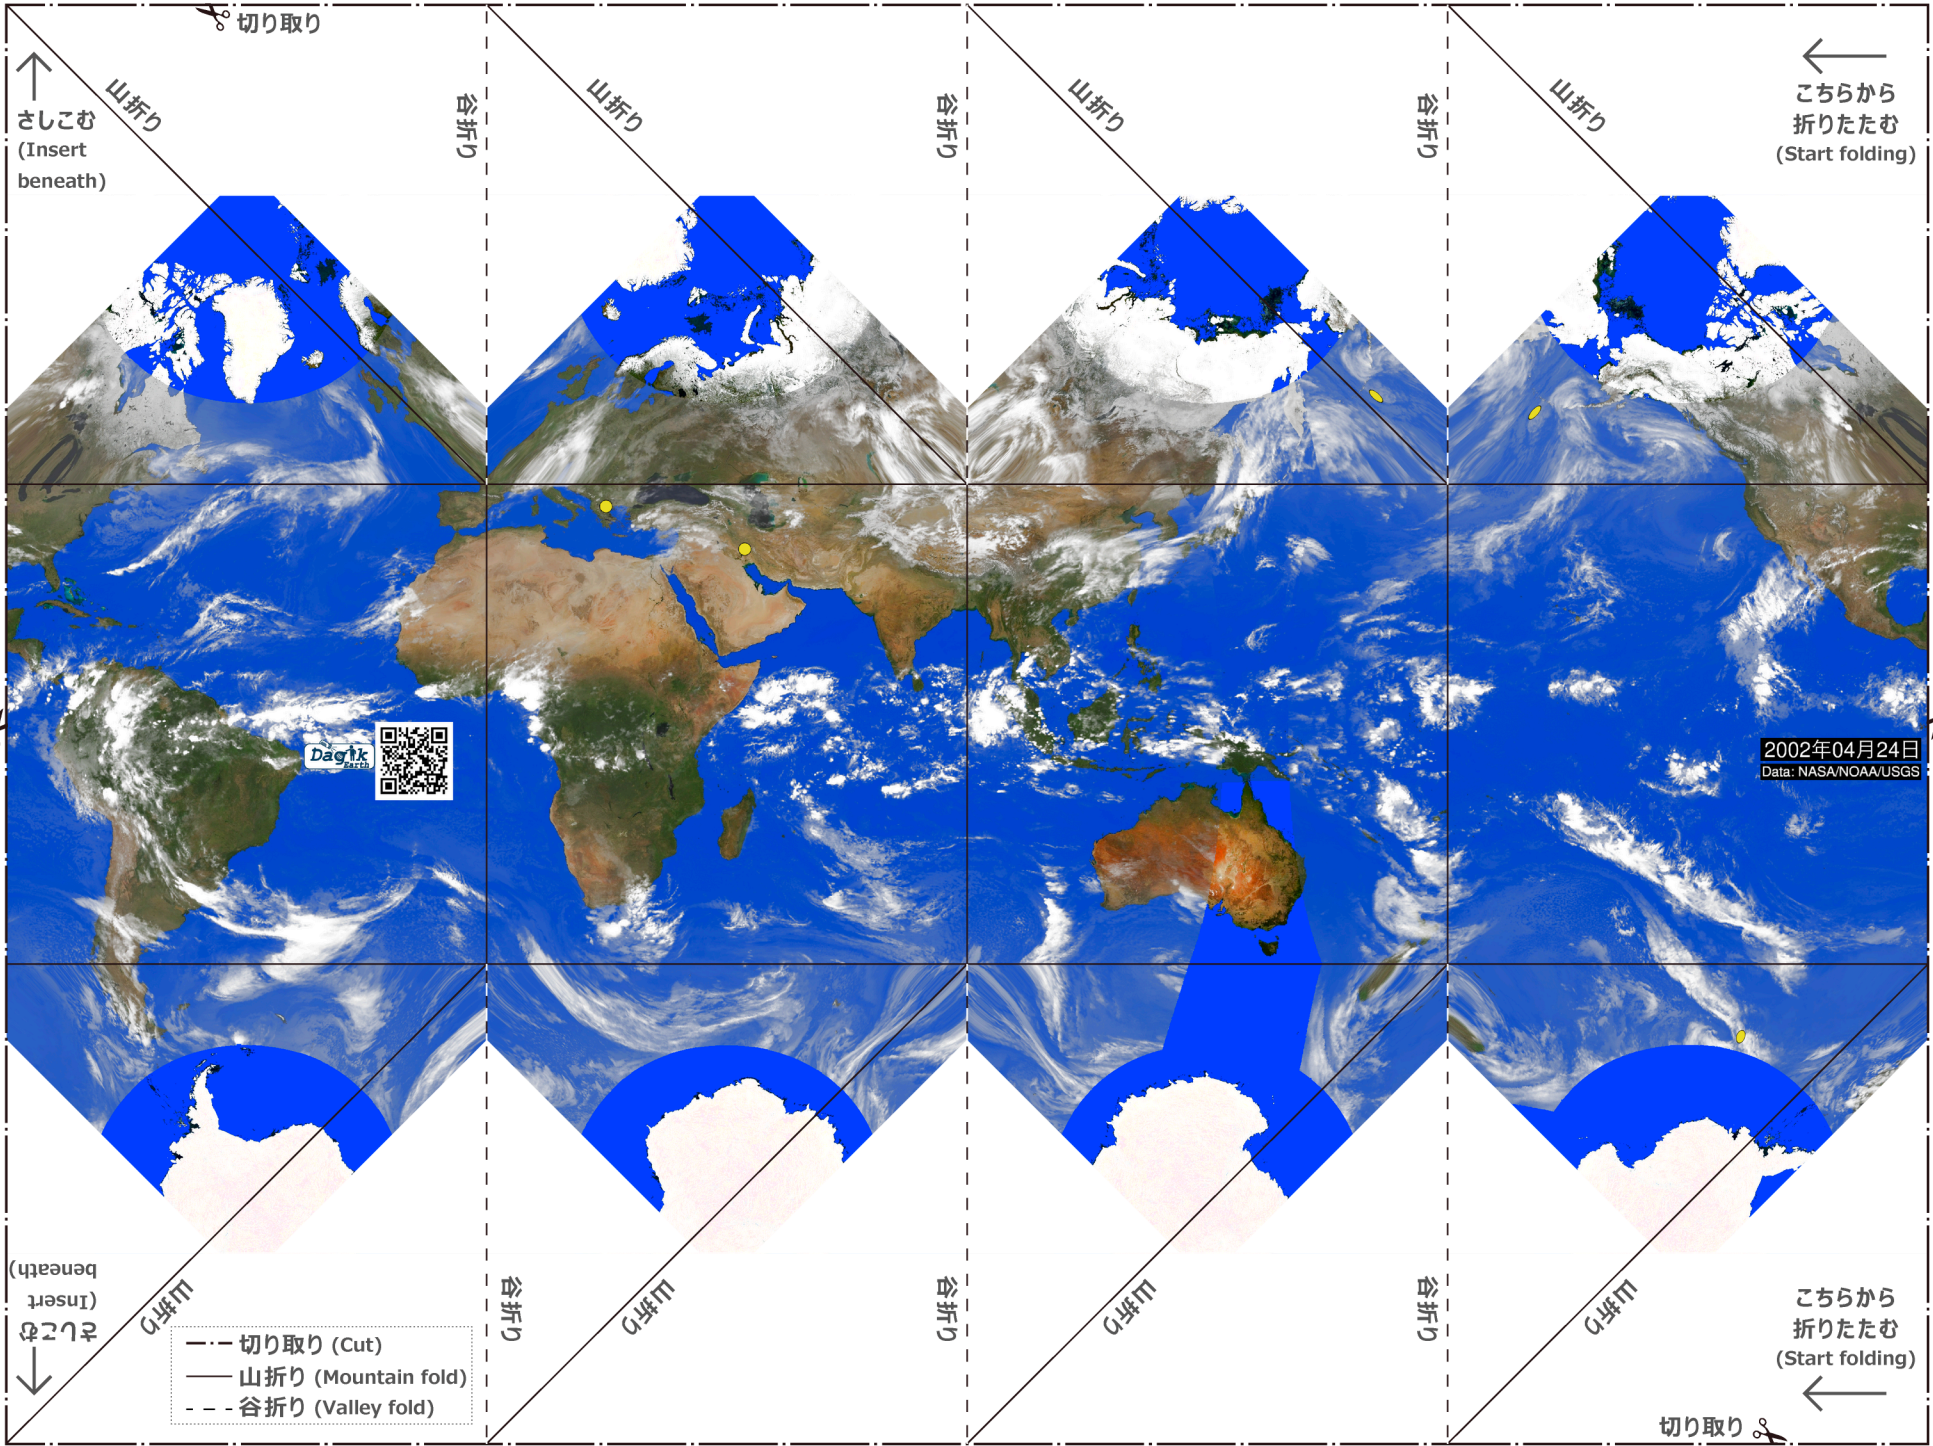 切り取り
山折り
谷折り
山折り
谷折り
山折り
谷折り
山折り
こちらから
折りたたむ
(Start folding)
さしこむ
(Insert
beneath)
Dagik
Earth
2002年04月24日
Data: NASA/NOAA/USGS
さしこむ
(Insert
beneath)
山折り
谷折り
山折り
谷折り
山折り
谷折り
山折り
こちらから
折りたたむ
(Start folding)
切り取り (Cut)
山折り (Mountain fold)
谷折り (Valley fold)
切り取り